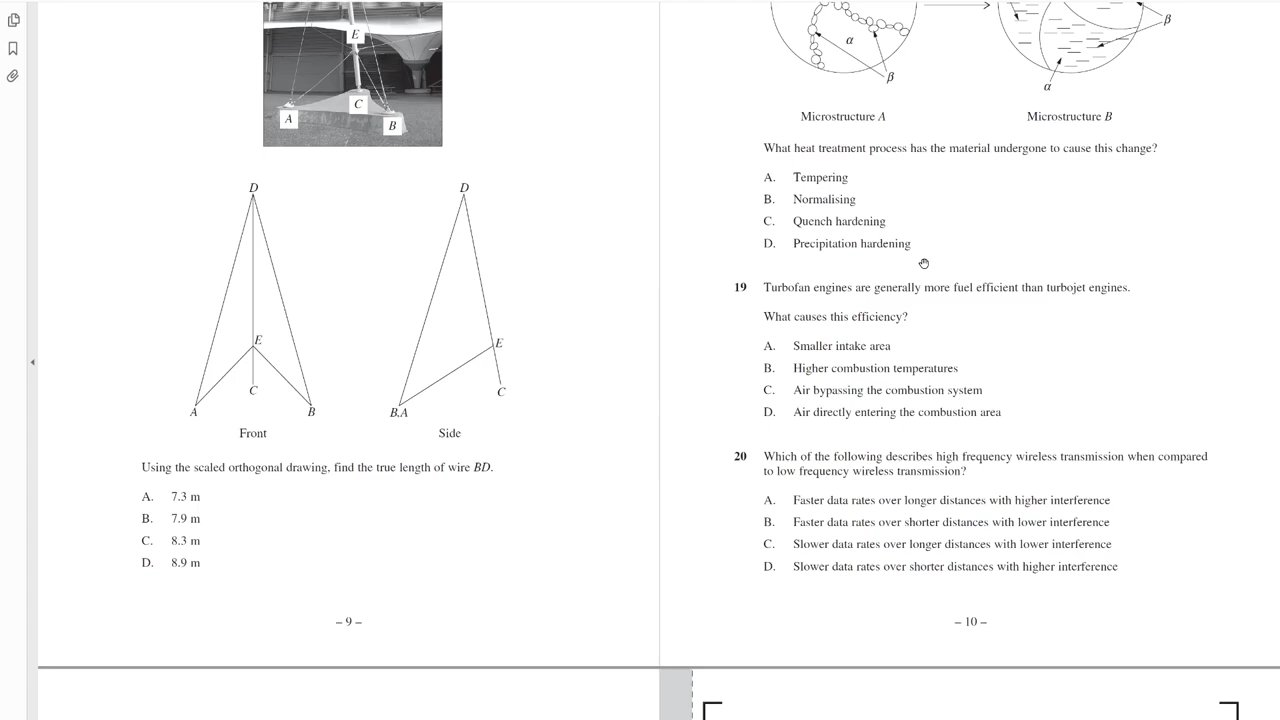 E
A
C
B
D
E
C
A
B
Front
D
E
C
B,A
Side
Using the scaled orthogonal drawing, find the true length of wire BD.
A. 7.3 m
B. 7.9 m
C. 8.3 m
D. 8.9 m
– 9 –
α
β
Microstructure A
β
α
Microstructure B
What heat treatment process has the material undergone to cause this change?
A. Tempering
B. Normalising
C. Quench hardening
D. Precipitation hardening
19 Turbofan engines are generally more fuel efficient than turbojet engines.
What causes this efficiency?
A. Smaller intake area
B. Higher combustion temperatures
C. Air bypassing the combustion system
D. Air directly entering the combustion area
20 Which of the following describes high frequency wireless transmission when compared
to low frequency wireless transmission?
A. Faster data rates over longer distances with higher interference
B. Faster data rates over shorter distances with lower interference
C. Slower data rates over longer distances with lower interference
D. Slower data rates over shorter distances with higher interference
– 10 –